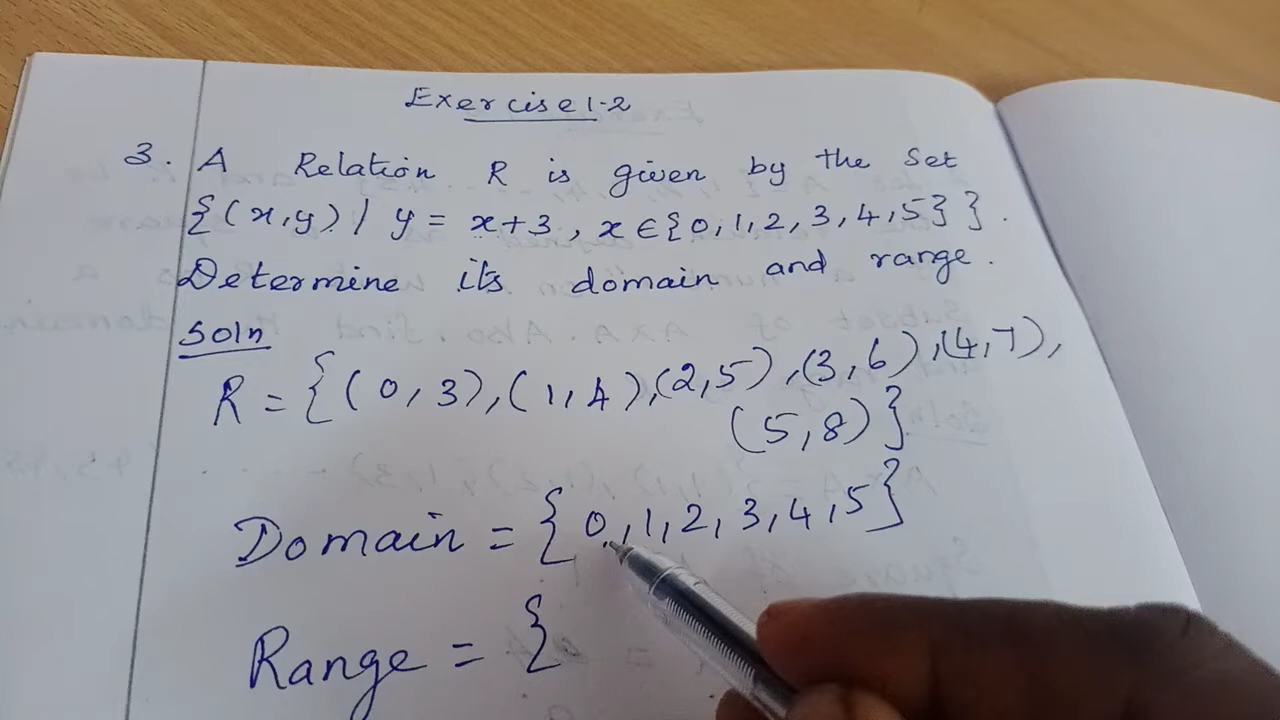 Exercise 1.2
3. A Relation R is given by the set
{(x,y) / y = x+3, x ∈ {0,1,2,3,4,5}}.
Determine its domain and range.
Soln
R = {(0,3),(1,4),(2,5),(3,6),(4,7),
(5,8)}
Domain = {0,1,2,3,4,5}
Range = {